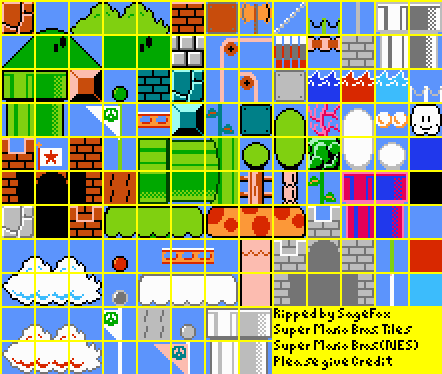 Ripped by SageFox
Super Mario Bros Tiles
Super Mario Bros(NES)
Please give Credit